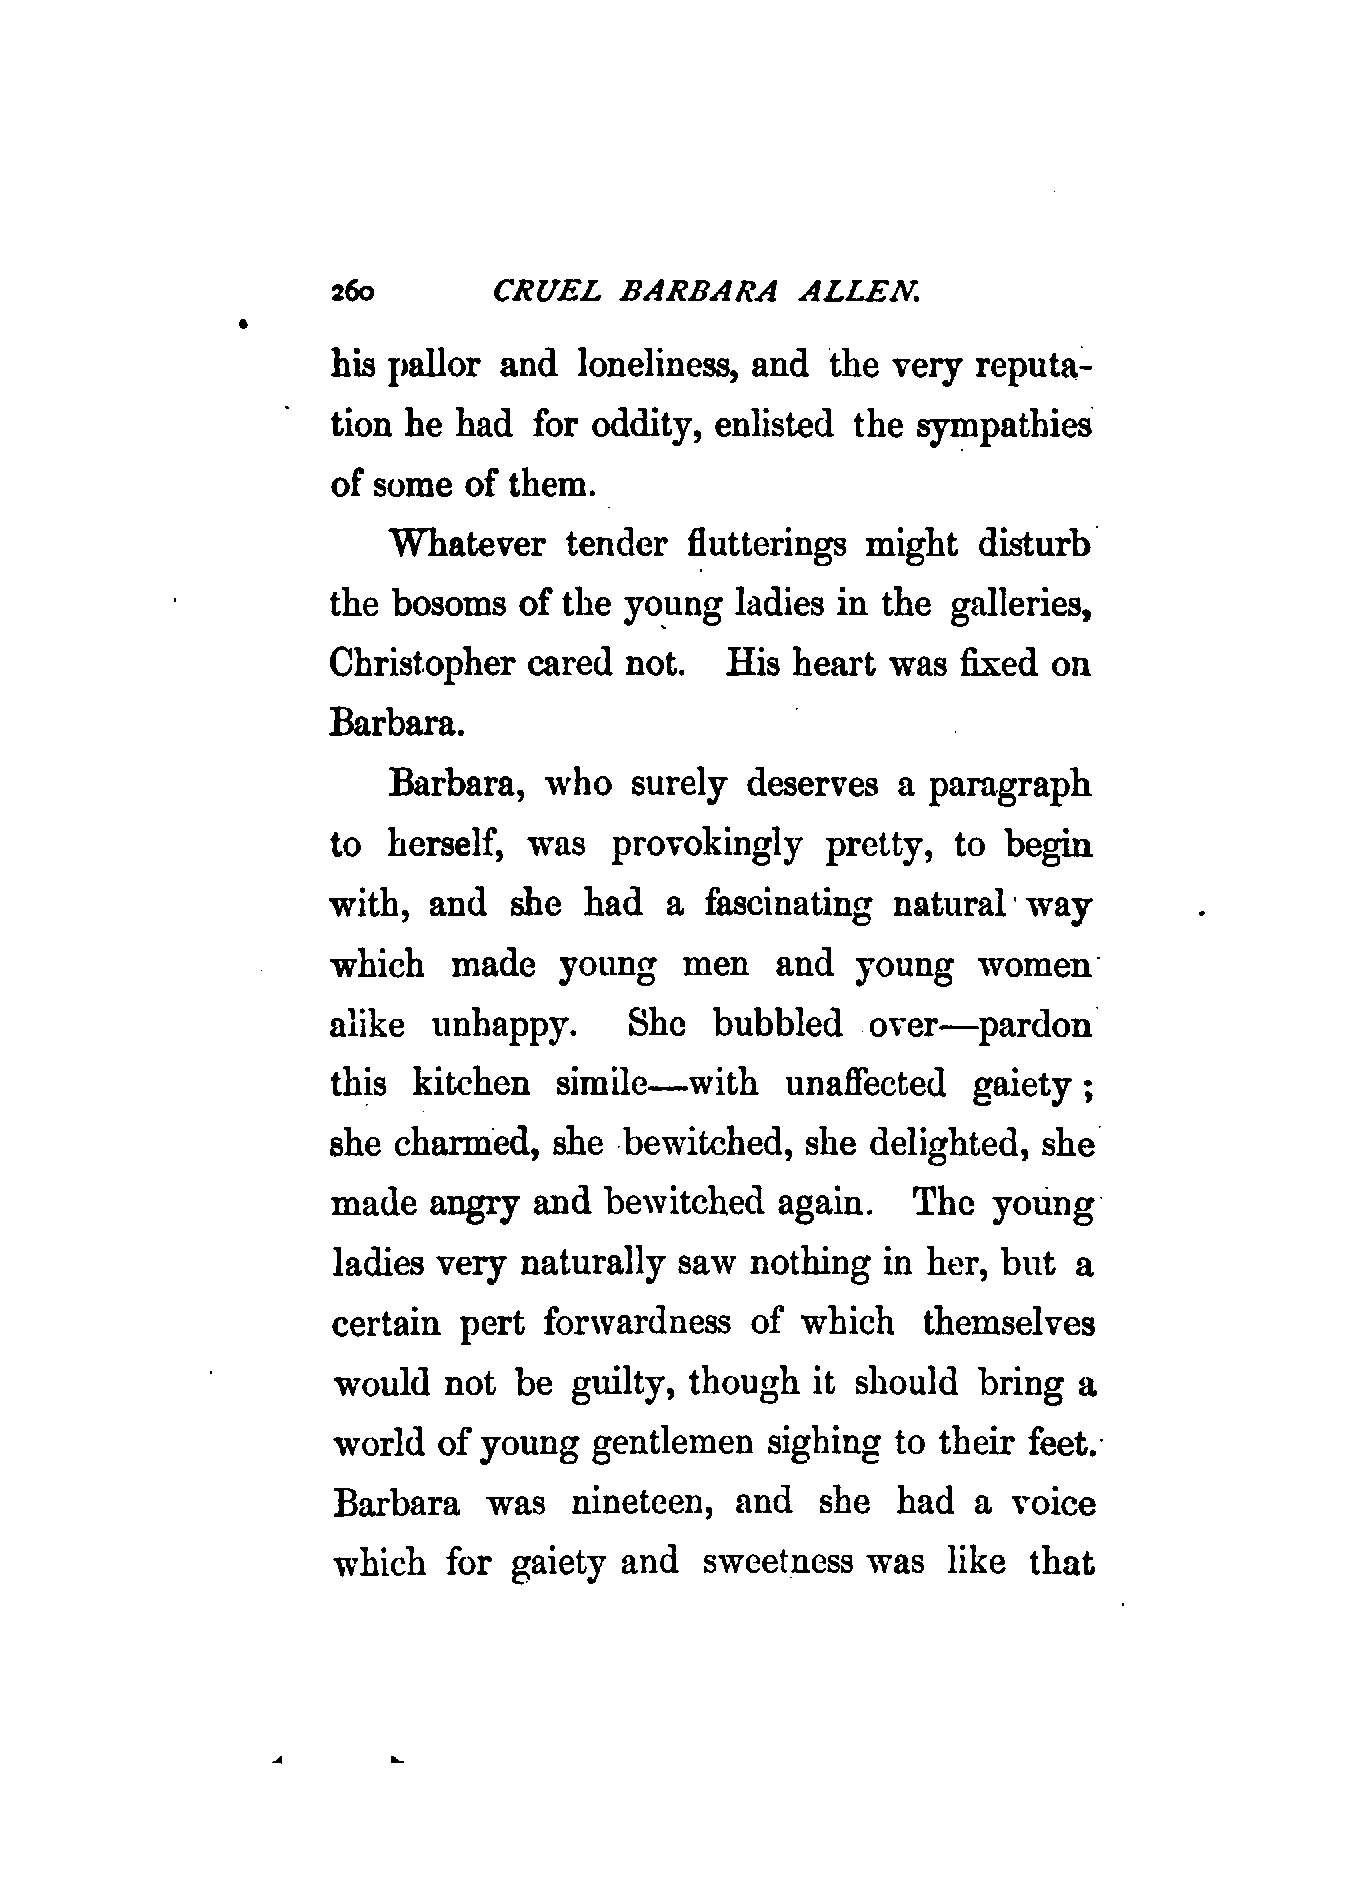 260 CRUEL BARBARA ALLEN.
his pallor and loneliness, and the very reputa-
tion he had for oddity, enlisted the sympathies
of some of them.
Whatever tender flutterings might disturb
the bosoms of the young ladies in the galleries,
Christopher cared not. His heart was fixed on
Barbara.
Barbara, who surely deserves a paragraph
to herself, was provokingly pretty, to begin
with, and she had a fascinating natural way
which made young men and young women
alike unhappy. She bubbled over—pardon
this kitchen simile—with unaffected gaiety ;
she charmed, she bewitched, she delighted, she
made angry and bewitched again. The young
ladies very naturally saw nothing in her, but a
certain pert forwardness of which themselves
would not be guilty, though it should bring a
world of young gentlemen sighing to their feet.
Barbara was nineteen, and she had a voice
which for gaiety and sweetness was like that